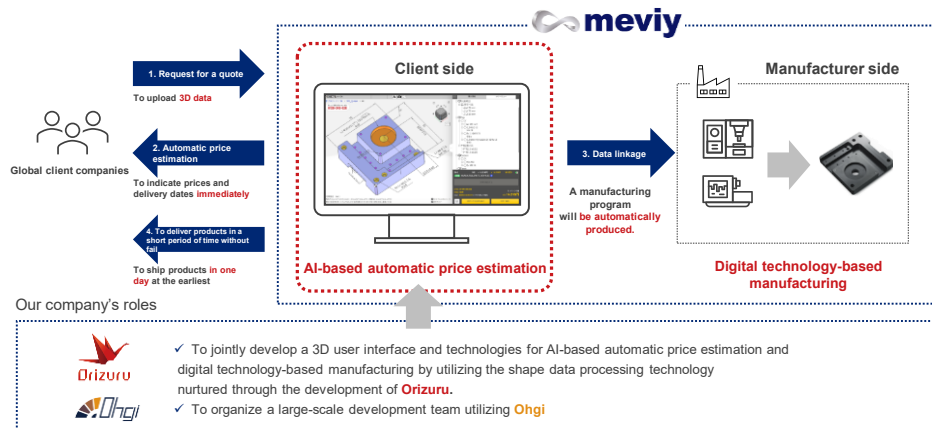 meviy
Client side
Manufacturer side
1. Request for a quote
To upload 3D data
Global client companies
2. Automatic price
estimation
To indicate prices and
delivery dates immediately
4. To deliver products in a
short period of time without
fail
To ship products in one
day at the earliest
AI-based automatic price estimation
3. Data linkage
A manufacturing
program
will be automatically
produced.
Digital technology-based
manufacturing
Our company's roles
Orizuru
✓ To jointly develop a 3D user interface and technologies for AI-based automatic price estimation and
digital technology-based manufacturing by utilizing the shape data processing technology
nurtured through the development of Orizuru.
Ohgi
✓ To organize a large-scale development team utilizing Ohgi